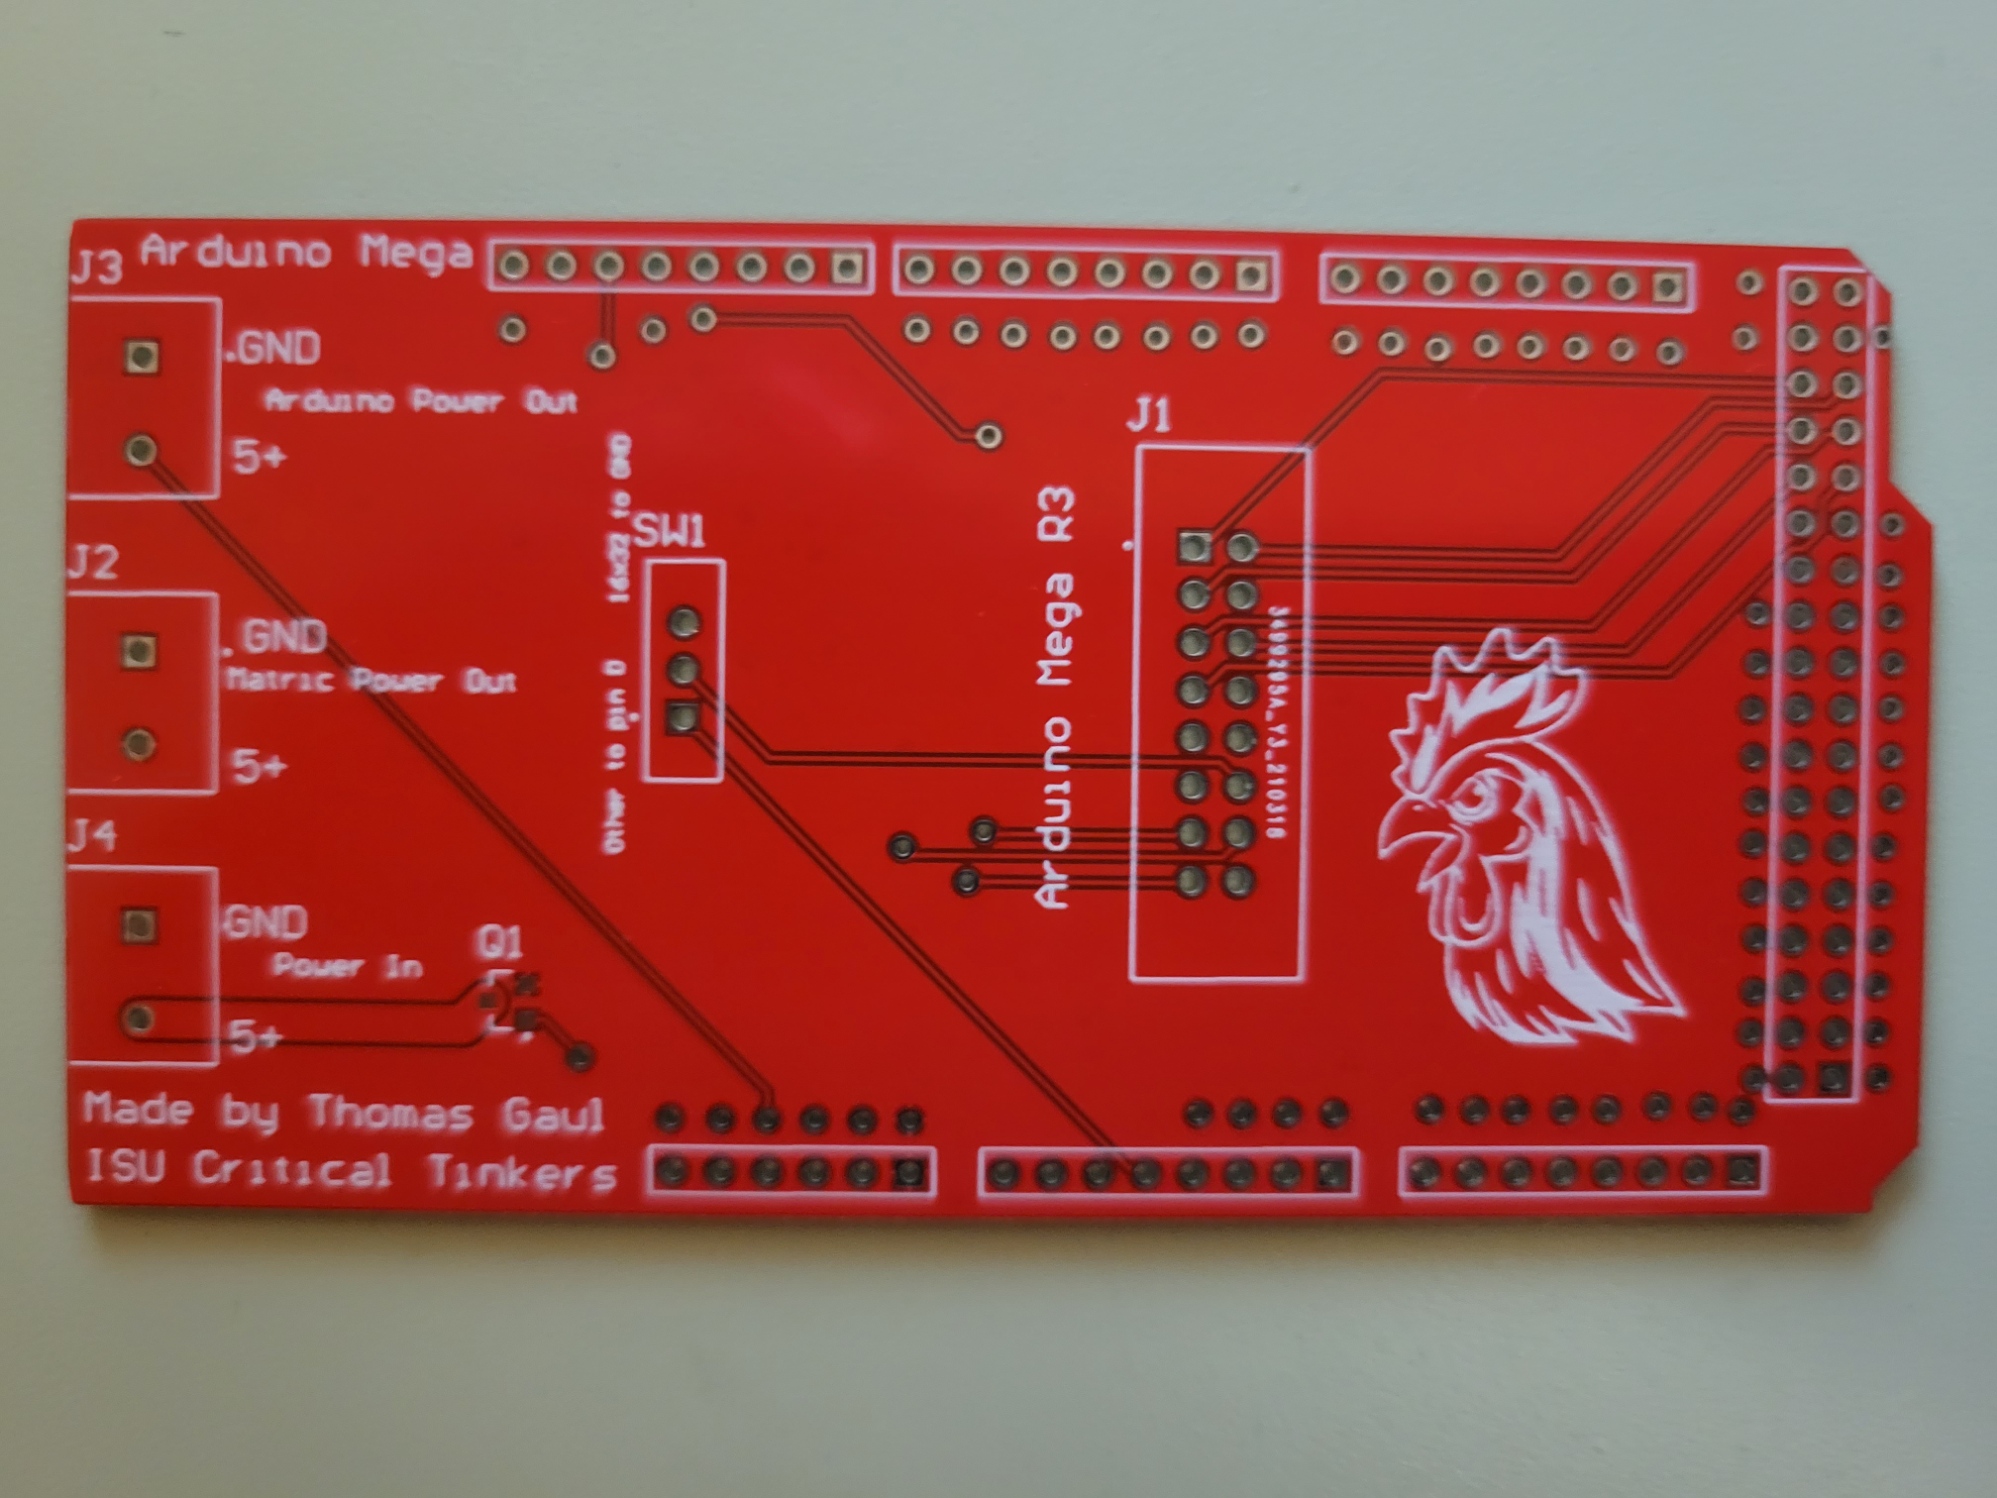 J3 Arduino Mega
.GND
Arduino Power Out
5+
J1
16x32 to GND
SW1
Arduino Mega R3
J2
.GND
Matric Power Out
5+
Other to pin D
3499295A_Y3_210316
J4
GND
Power In
Q1
5+
Made by Thomas Gaul
ISU Critical Tinkers